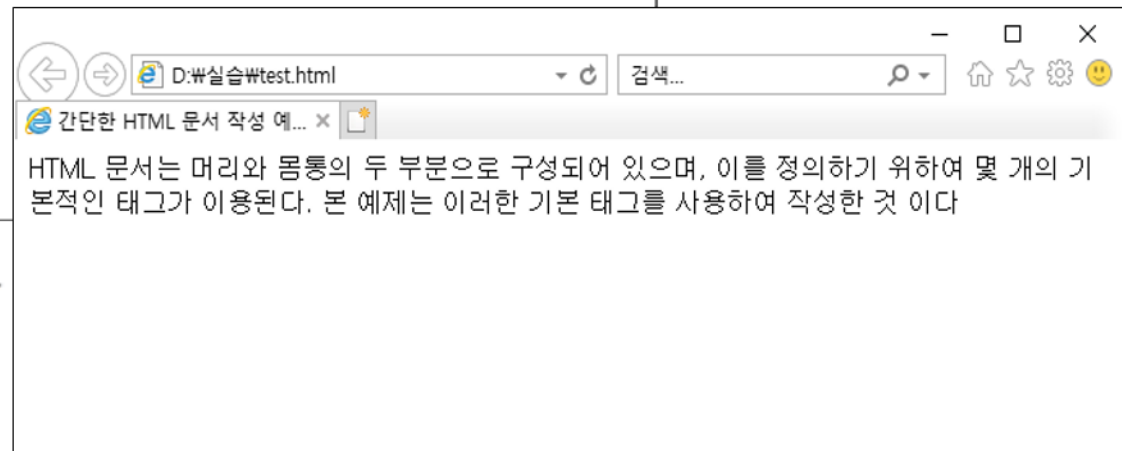 D:₩실습₩test.html
검색...
간단한 HTML 문서 작성 예...
HTML 문서는 머리와 몸통의 두 부분으로 구성되어 있으며, 이를 정의하기 위하여 몇 개의 기
본적인 태그가 이용된다. 본 예제는 이러한 기본 태그를 사용하여 작성한 것 이다